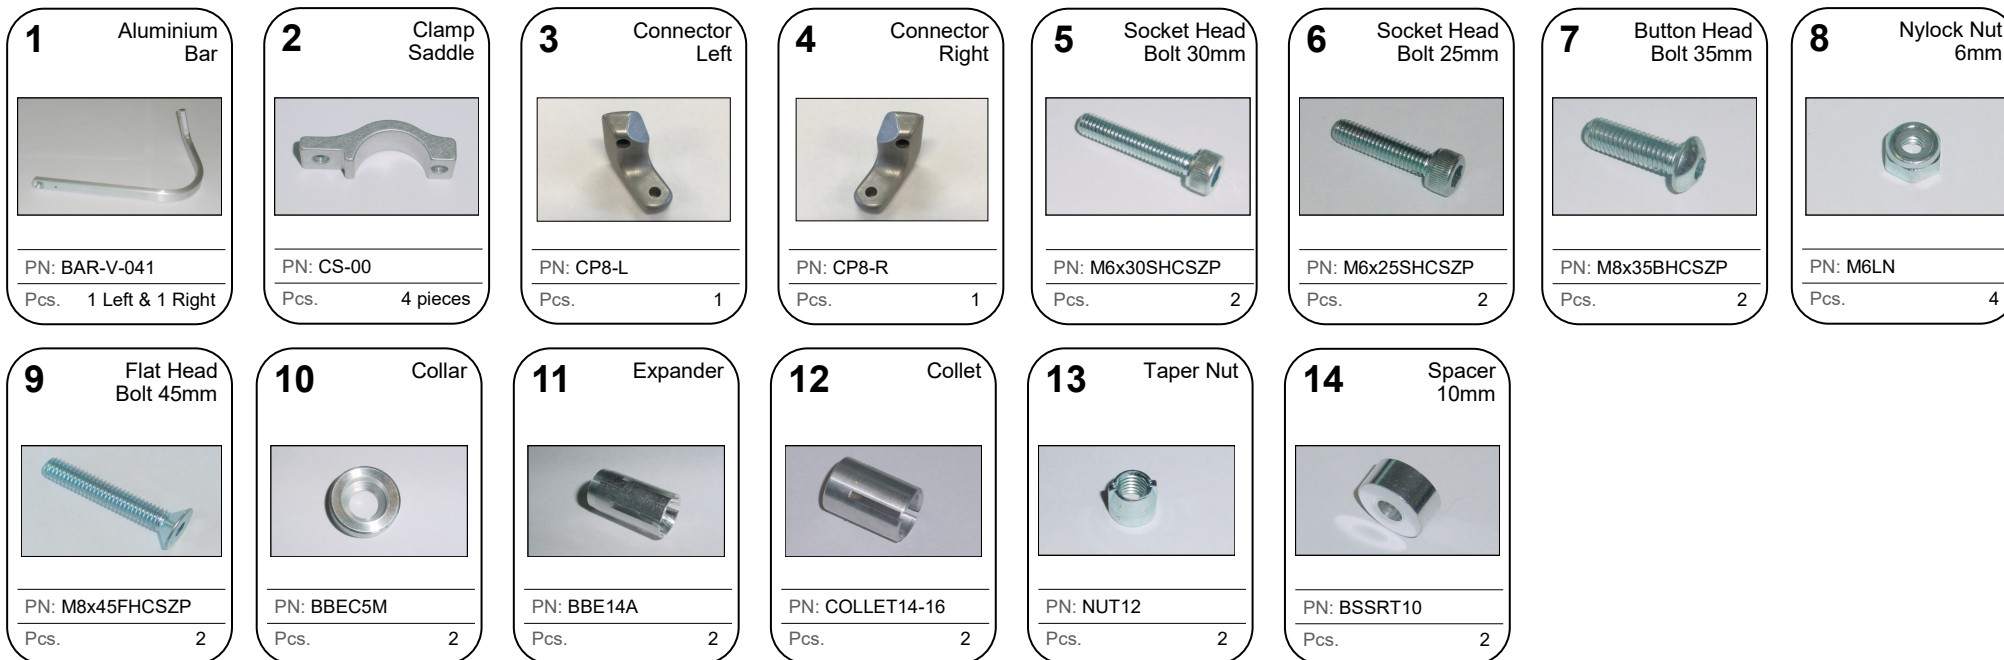 1
Aluminium
Bar
PN: BAR-V-041
Pcs. 1 Left & 1 Right
2
Clamp
Saddle
PN: CS-00
Pcs. 4 pieces
3
Connector
Left
PN: CP8-L
Pcs. 1
4
Connector
Right
PN: CP8-R
Pcs. 1
5
Socket Head
Bolt 30mm
PN: M6x30SHCSZP
Pcs. 2
6
Socket Head
Bolt 25mm
PN: M6x25SHCSZP
Pcs. 2
7
Button Head
Bolt 35mm
PN: M8x35BHCSZP
Pcs. 2
8
Nylock Nut
6mm
PN: M6LN
Pcs. 4
9
Flat Head
Bolt 45mm
PN: M8x45FHCSZP
Pcs. 2
10
Collar
PN: BBEC5M
Pcs. 2
11
Expander
PN: BBE14A
Pcs. 2
12
Collet
PN: COLLET14-16
Pcs. 2
13
Taper Nut
PN: NUT12
Pcs. 2
14
Spacer
10mm
PN: BSSRT10
Pcs. 2